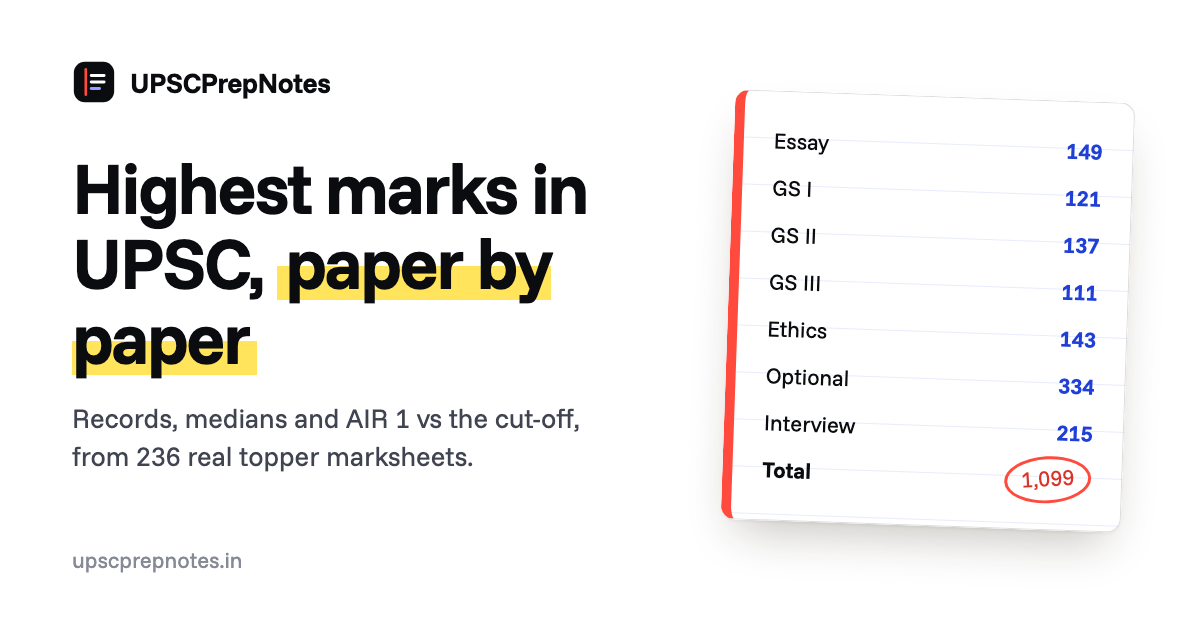 UPSCPrepNotes
Highest marks in
UPSC, paper by
paper
Records, medians and AIR 1 vs the cut-off,
from 236 real topper marksheets.
upscprepnotes.in
Essay 149
GS I 121
GS II 137
GS III 111
Ethics 143
Optional 334
Interview 215
Total 1,099